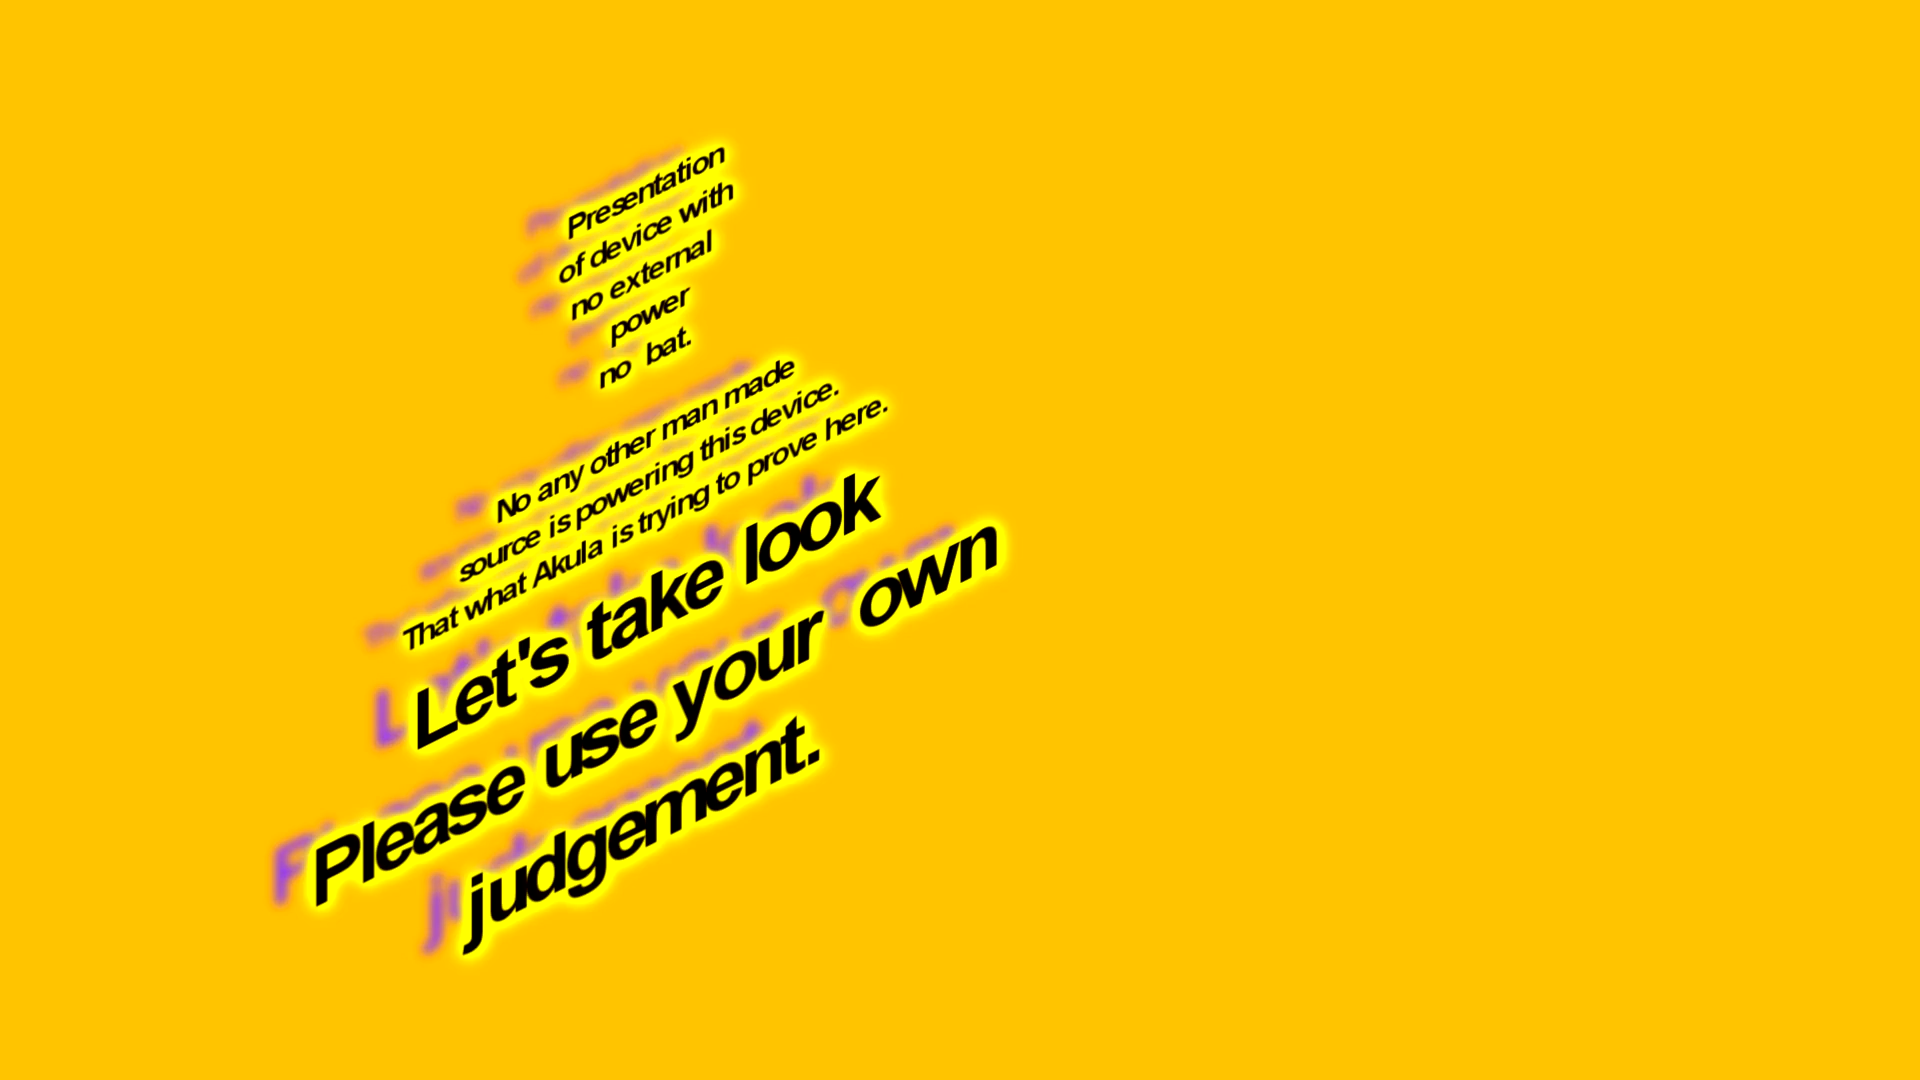 Presentation
of device with
no external
power
no bat.
No any other man made
source is powering this device.
That what Akula is trying to prove here.
Let's take look
Please use your own
judgement.